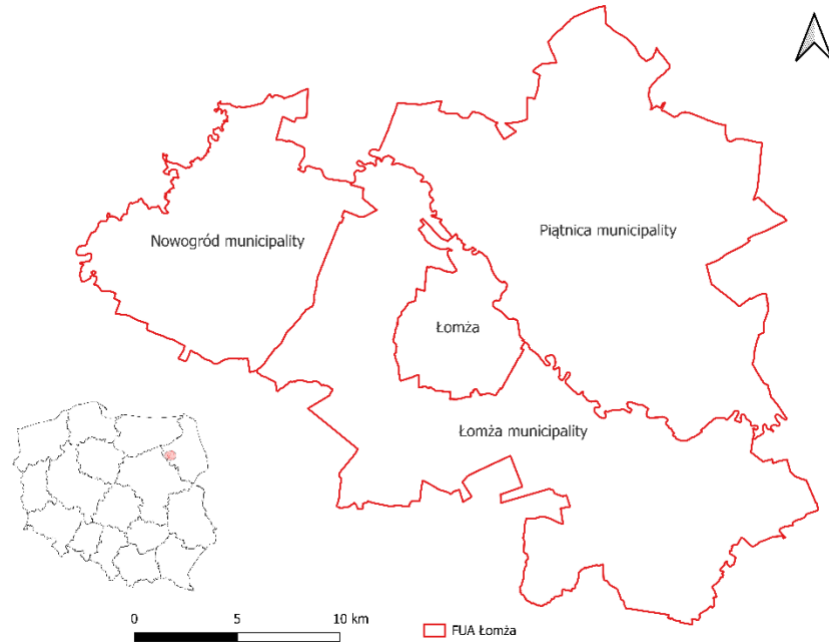 Nowogród municipality
Piątnica municipality
Łomża
Łomża municipality
0 5 10 km
FUA Łomża